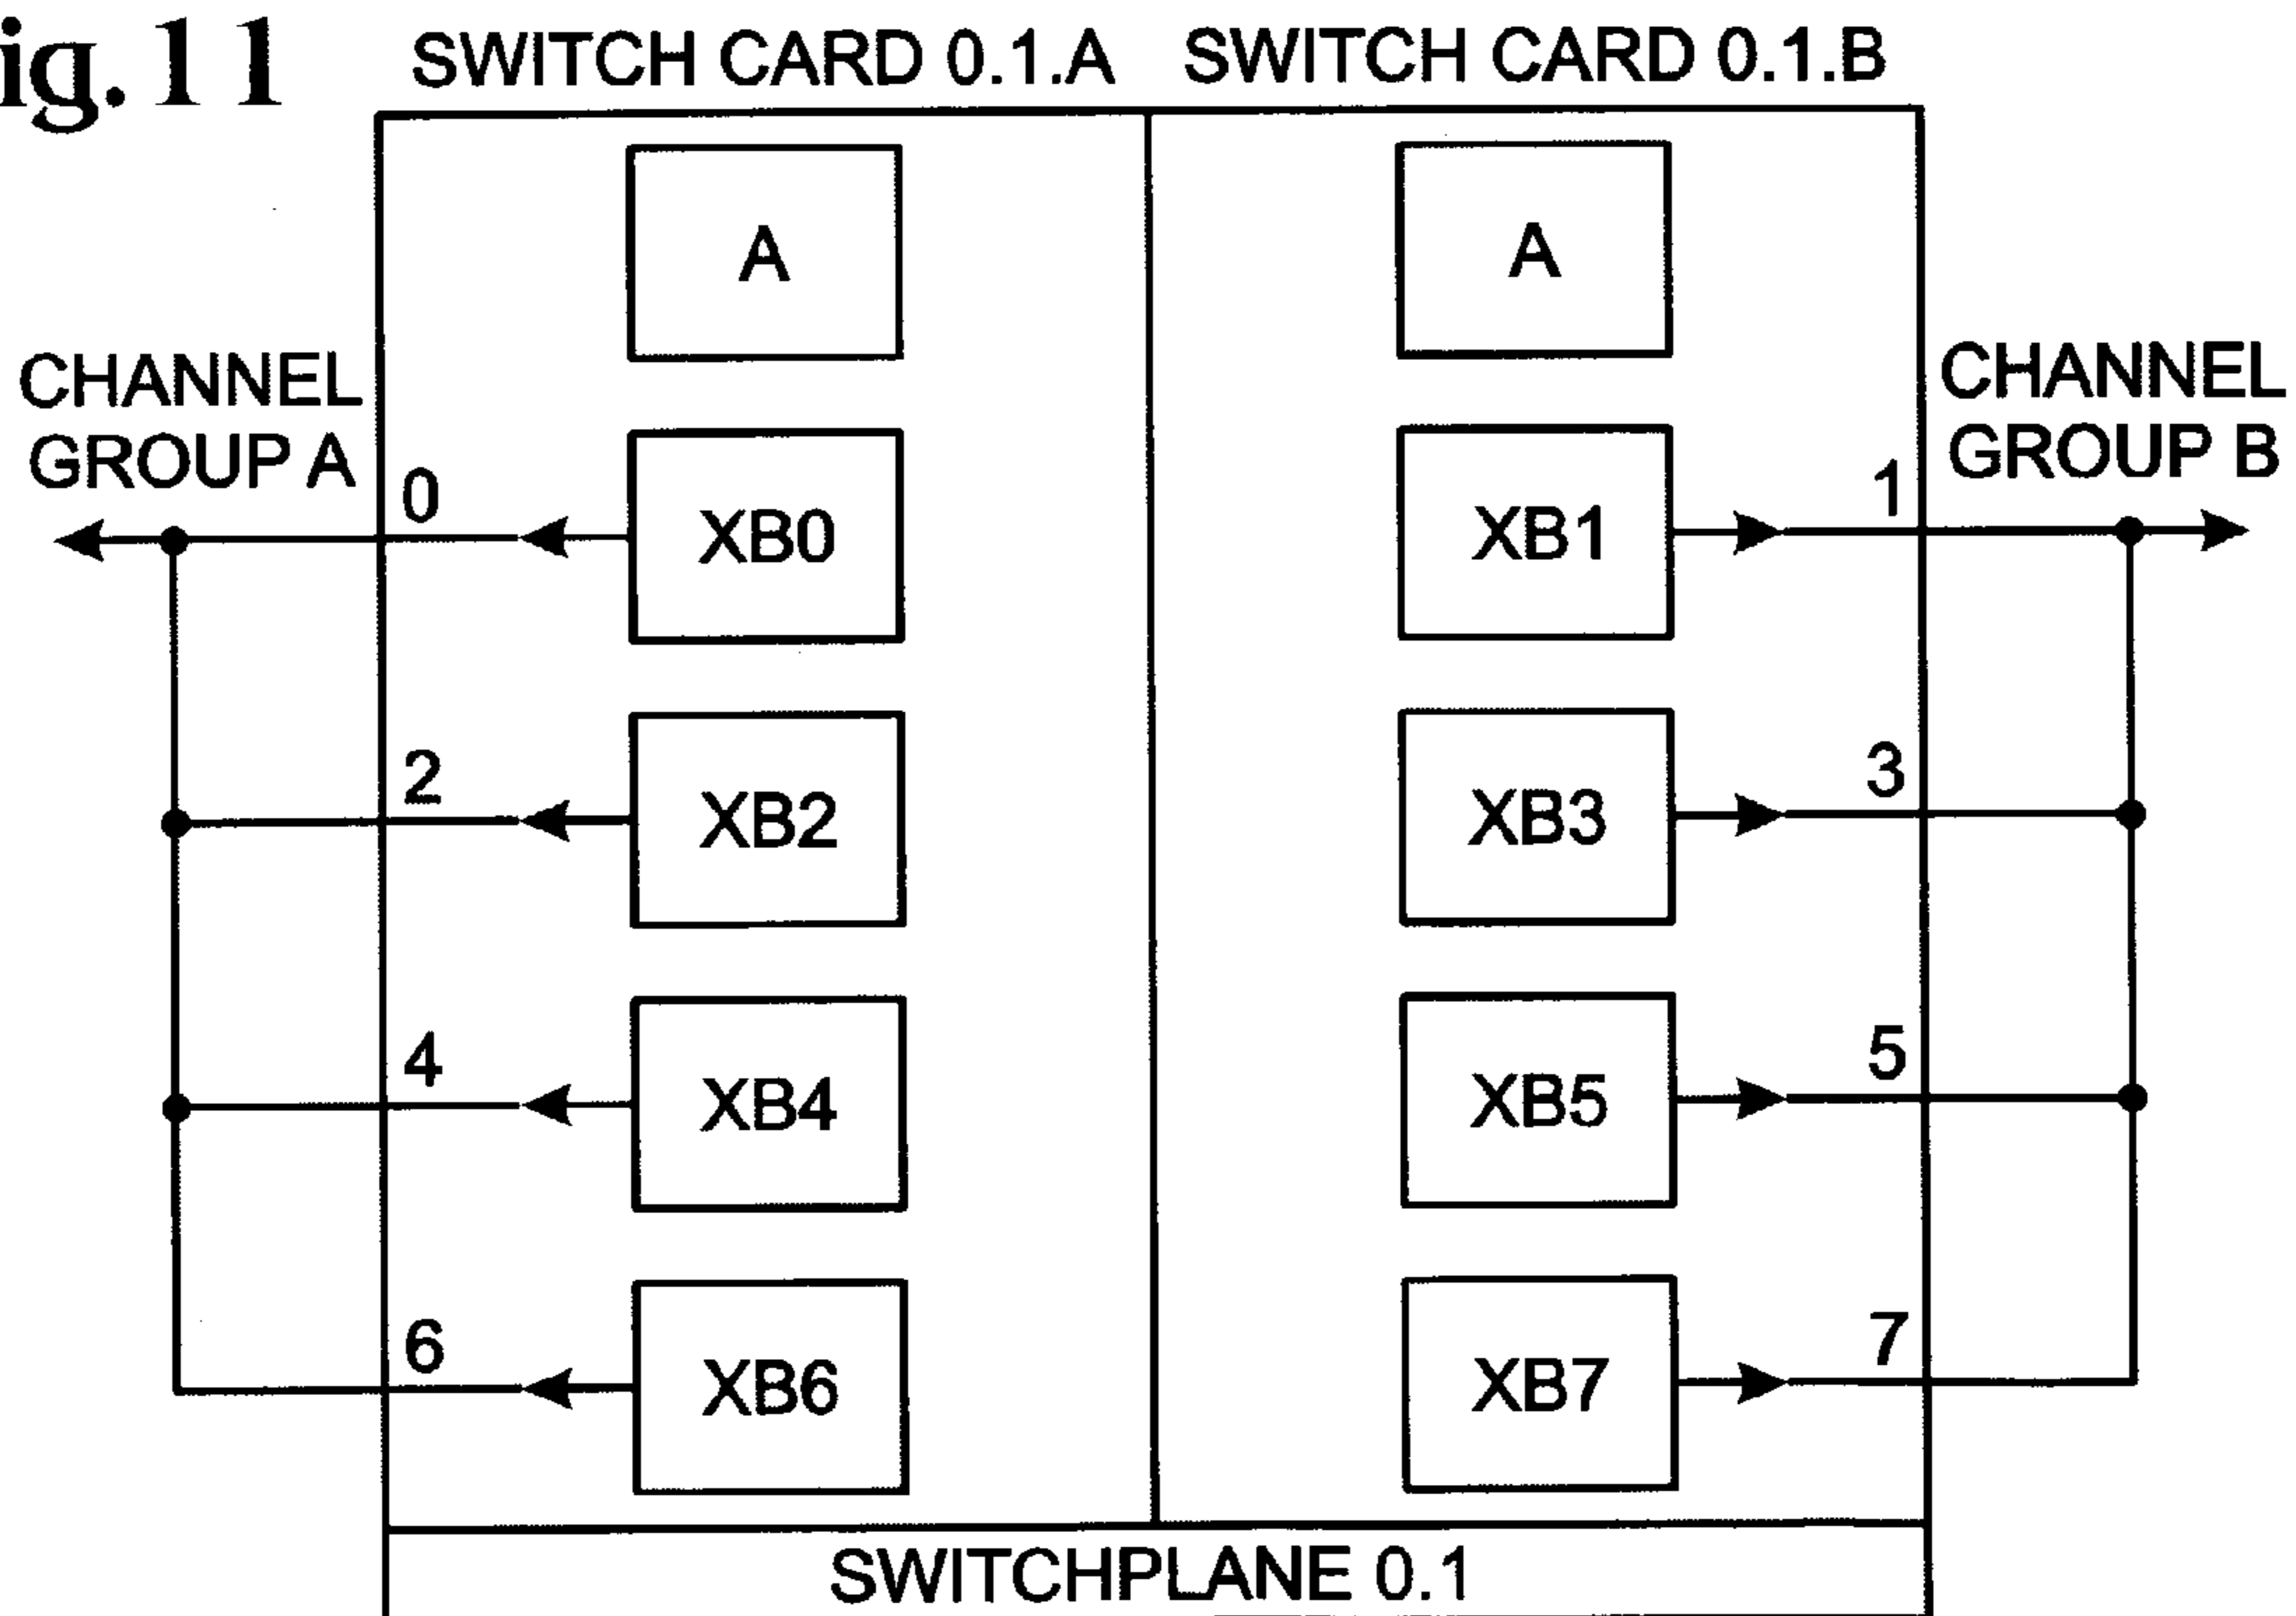 ig. 11
SWITCH CARD 0.1.A
SWITCH CARD 0.1.B
A
A
CHANNEL
GROUP A
CHANNEL
GROUP B
0
XB0
XB1
1
2
XB2
XB3
3
4
XB4
XB5
5
6
XB6
XB7
7
SWITCHPLANE 0.1